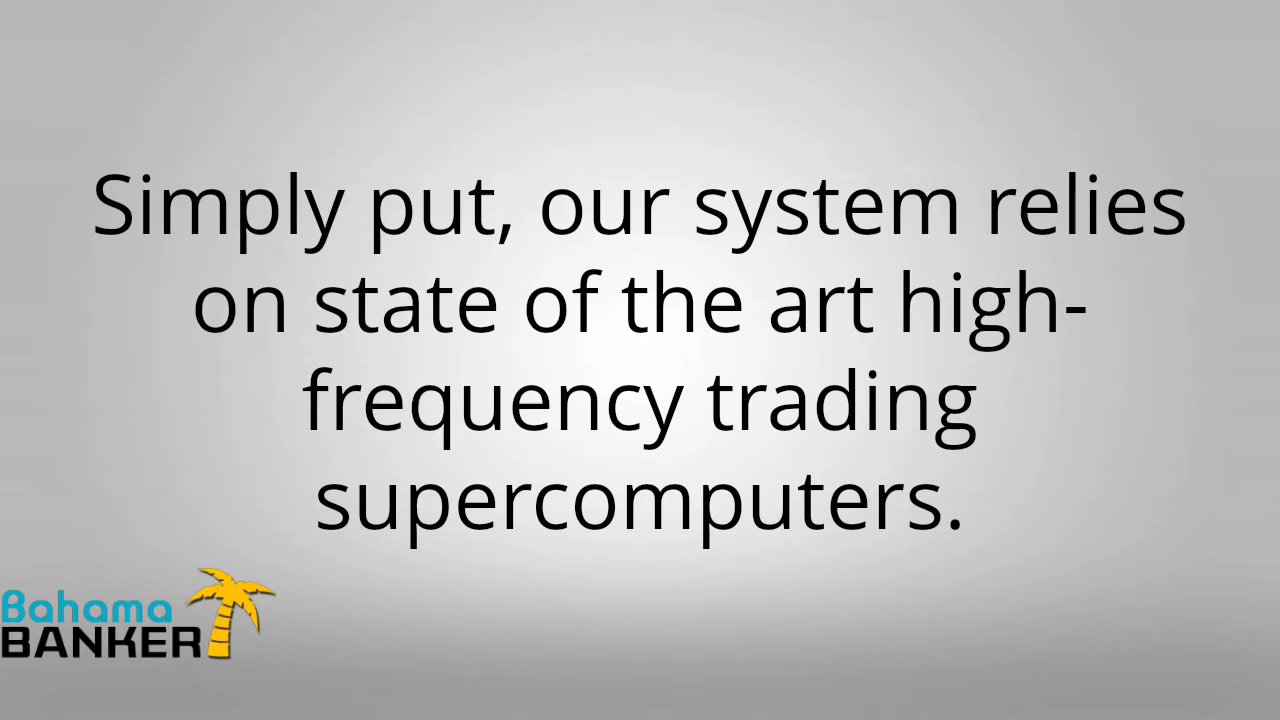 Simply put, our system relies
on state of the art high-
frequency trading
supercomputers.
Bahama
BANKER